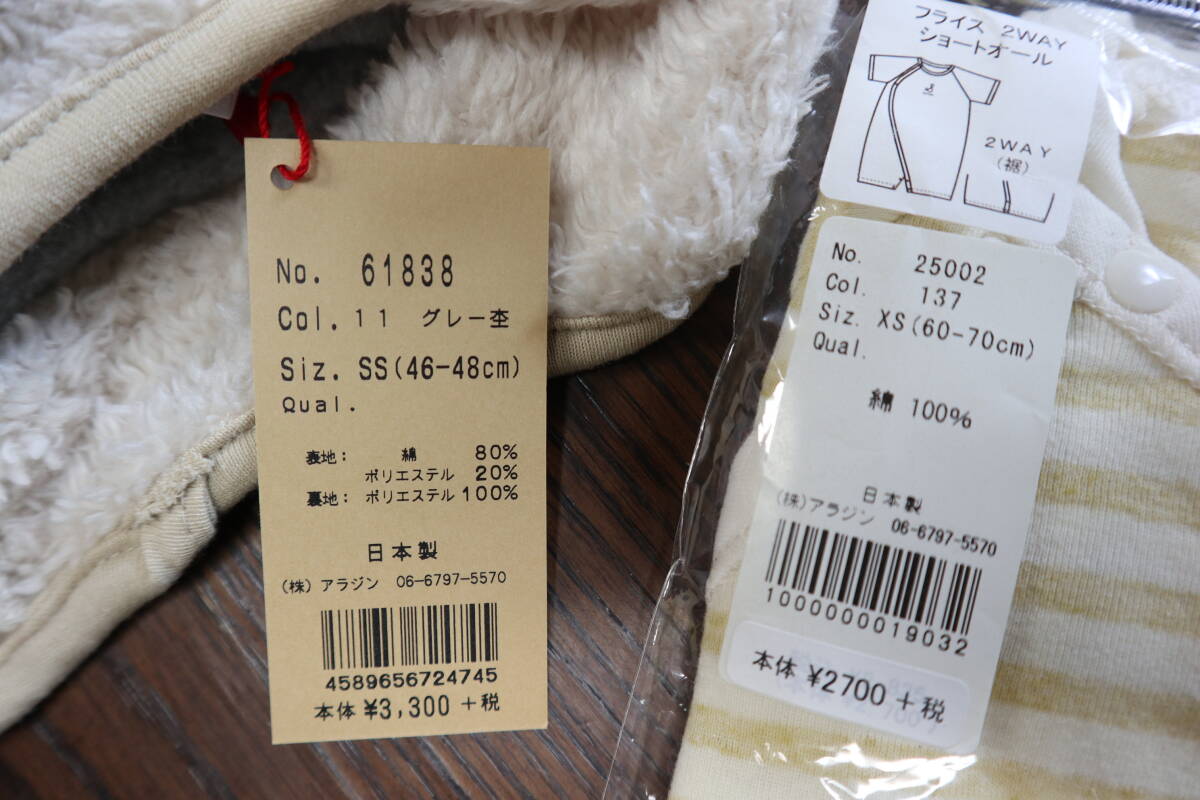 No. 61838
Col. 11 グレー杢
Siz. SS(46-48cm)
Qual.
表地: 綿 80%
ポリエステル 20%
裏地: ポリエステル 100%
日本製
(株) アラジン 06-6797-5570
4589656724745
本体 ¥3,300 +税
フライス 2WAY
ショートオール
2WAY
(裾)
No. 25002
Col. 137
Siz. XS(60-70cm)
Qual.
綿 100%
日本製
(株)アラジン 06-6797-5570
1000000019032
本体 ¥2700 +税